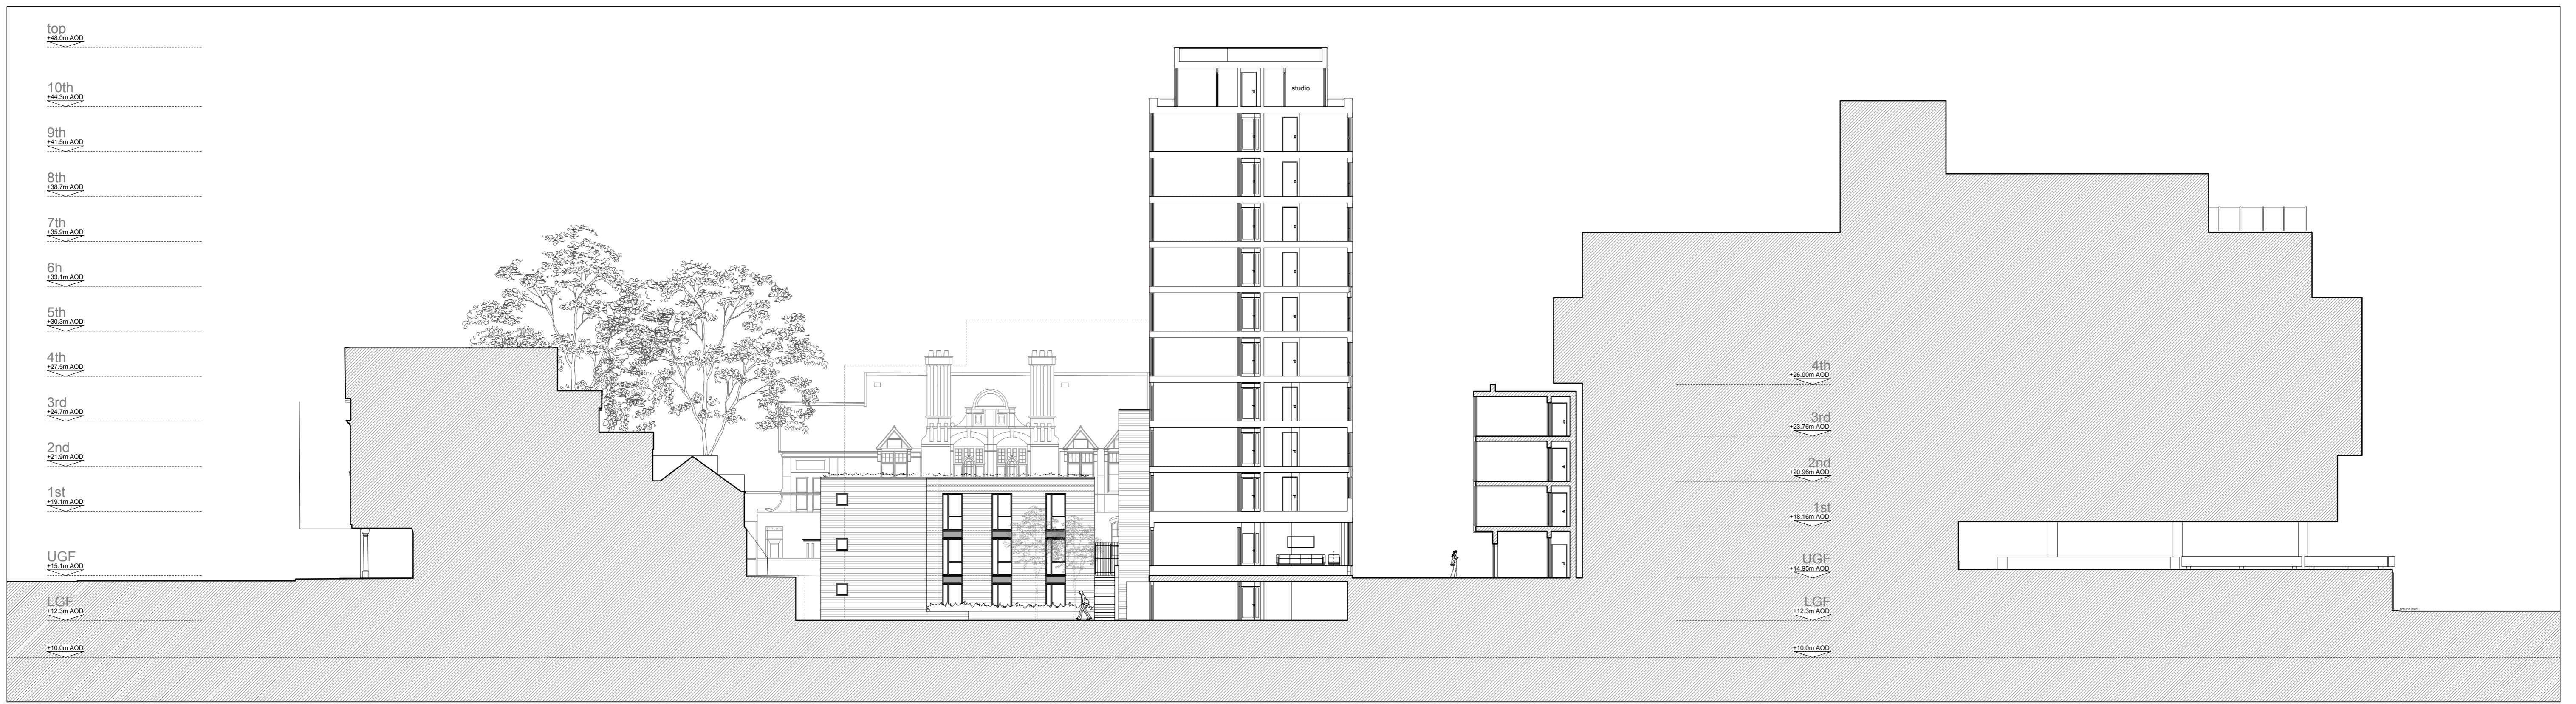 top
+48.0m AOD
10th
+44.3m AOD
9th
+41.5m AOD
8th
+38.7m AOD
7th
+35.9m AOD
6h
+33.1m AOD
5th
+30.3m AOD
4th
+27.5m AOD
3rd
+24.7m AOD
2nd
+21.9m AOD
1st
+19.1m AOD
UGF
+15.1m AOD
LGF
+12.3m AOD
+10.0m AOD
studio
4th
+26.00m AOD
3rd
+23.76m AOD
2nd
+20.96m AOD
1st
+18.16m AOD
UGF
+14.95m AOD
LGF
+12.3m AOD
+10.0m AOD